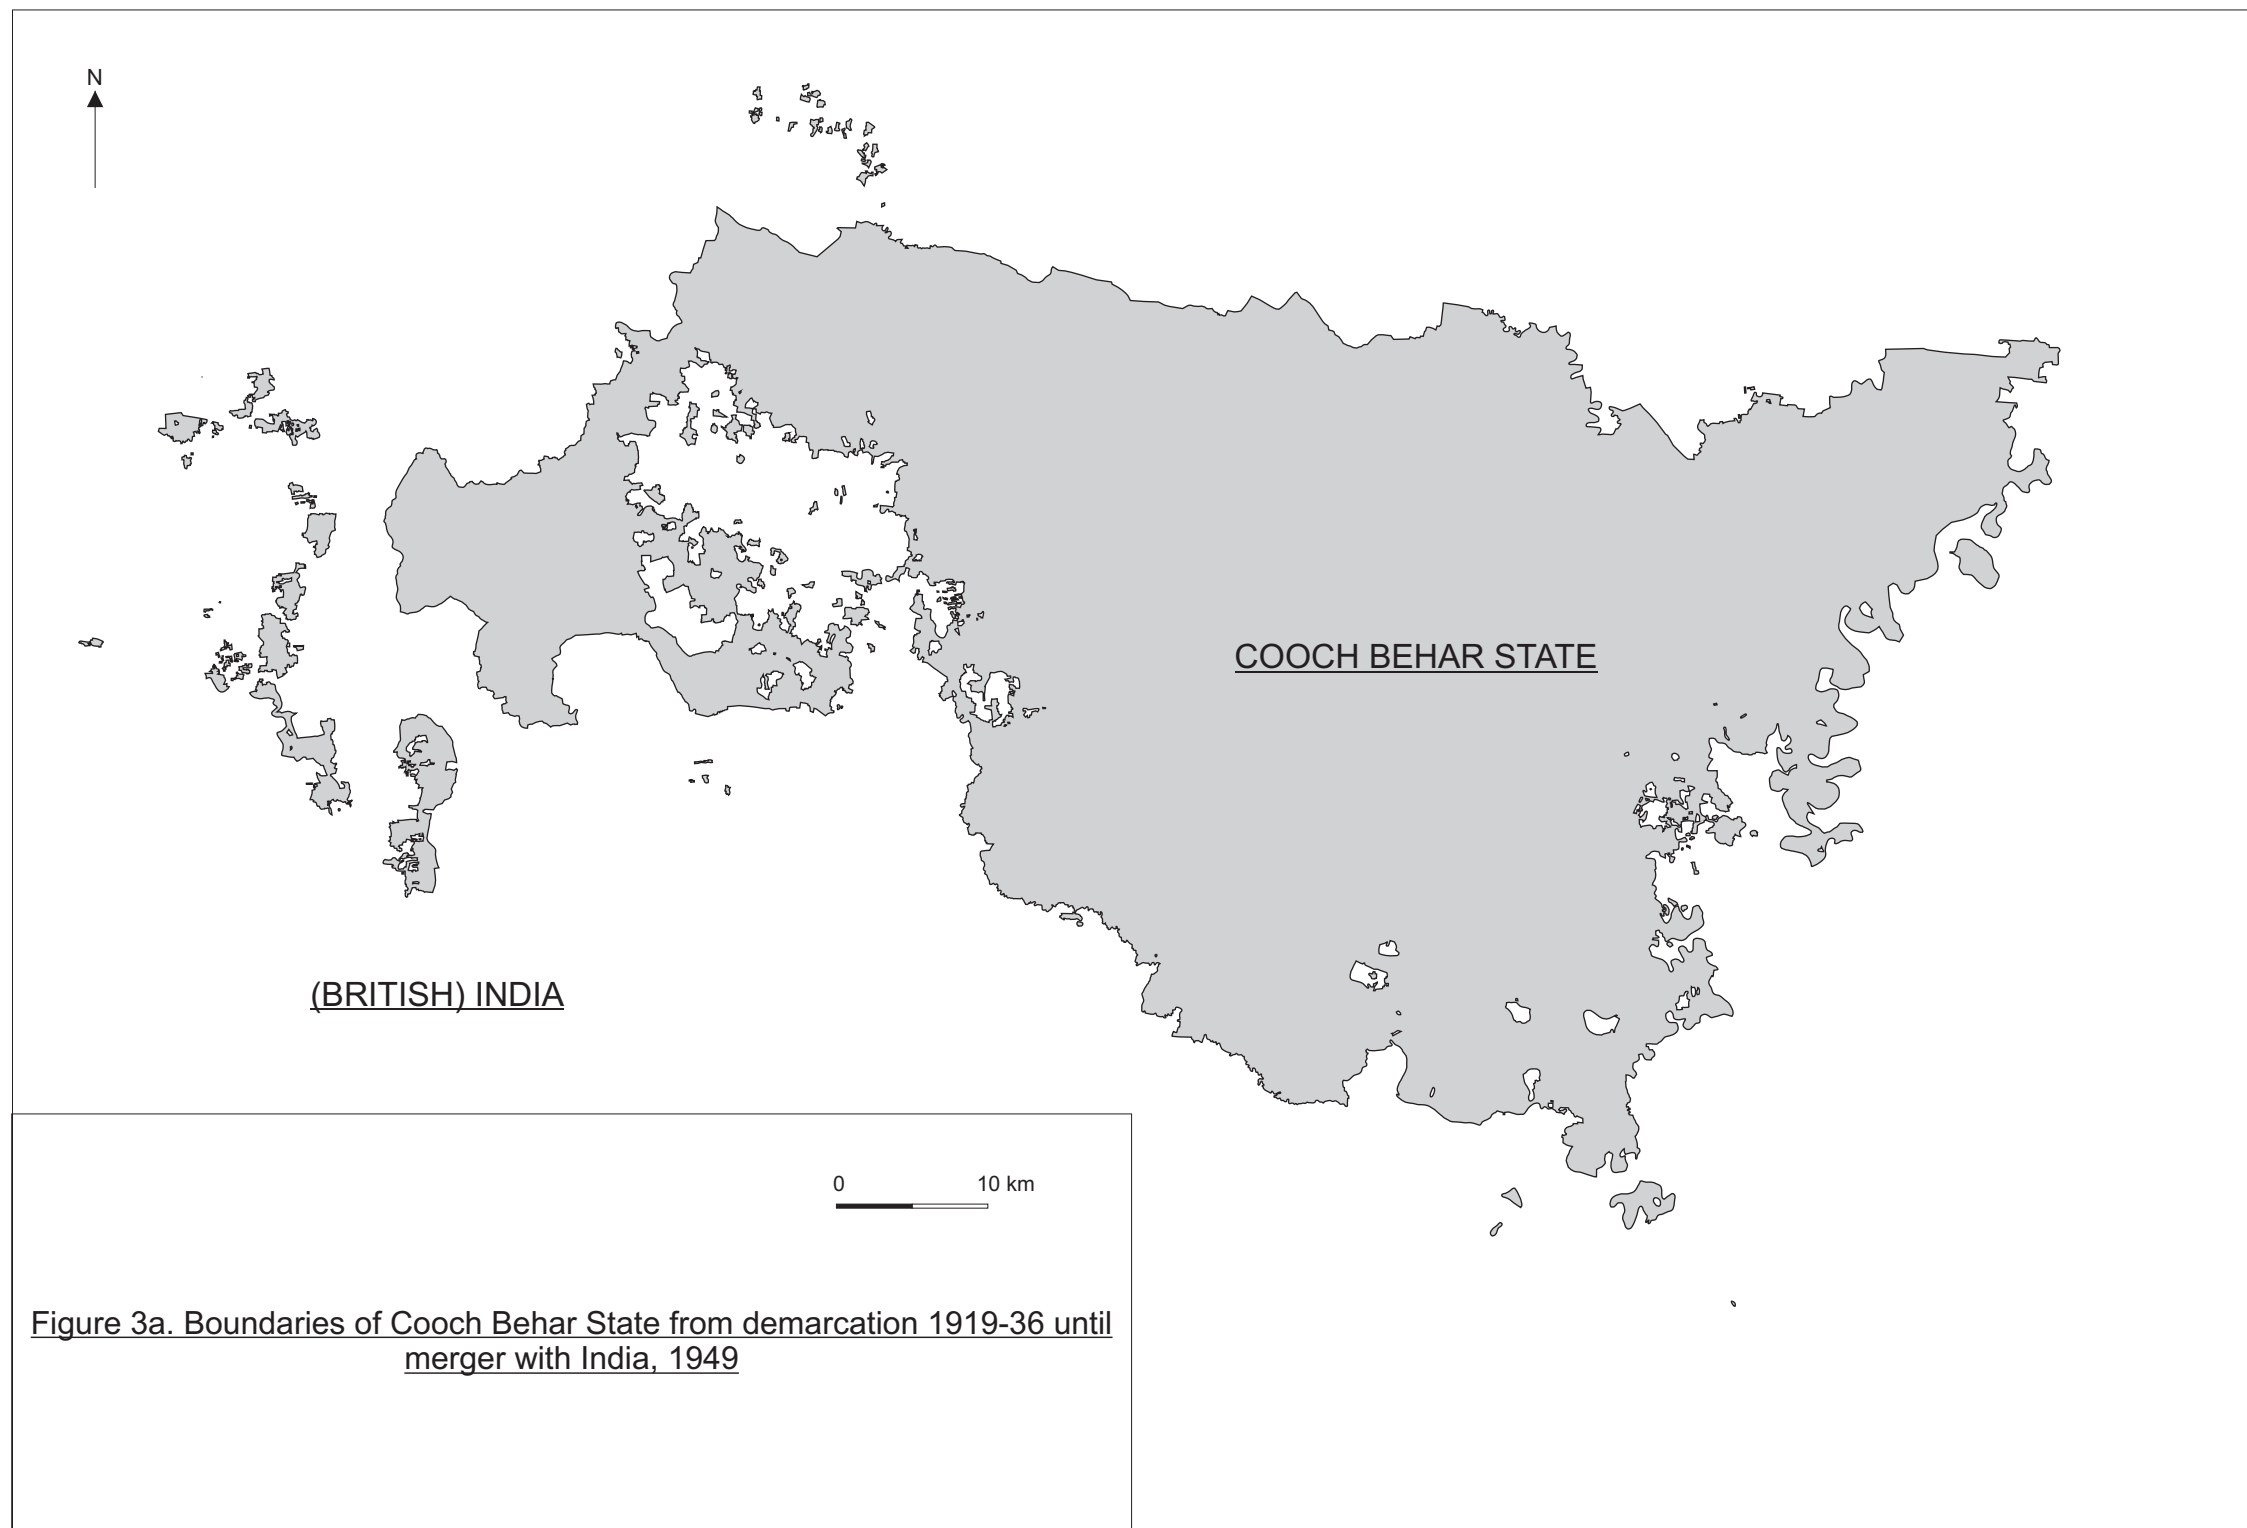 N
COOCH BEHAR STATE
(BRITISH) INDIA
0 10 km
Figure 3a. Boundaries of Cooch Behar State from demarcation 1919-36 until
merger with India, 1949